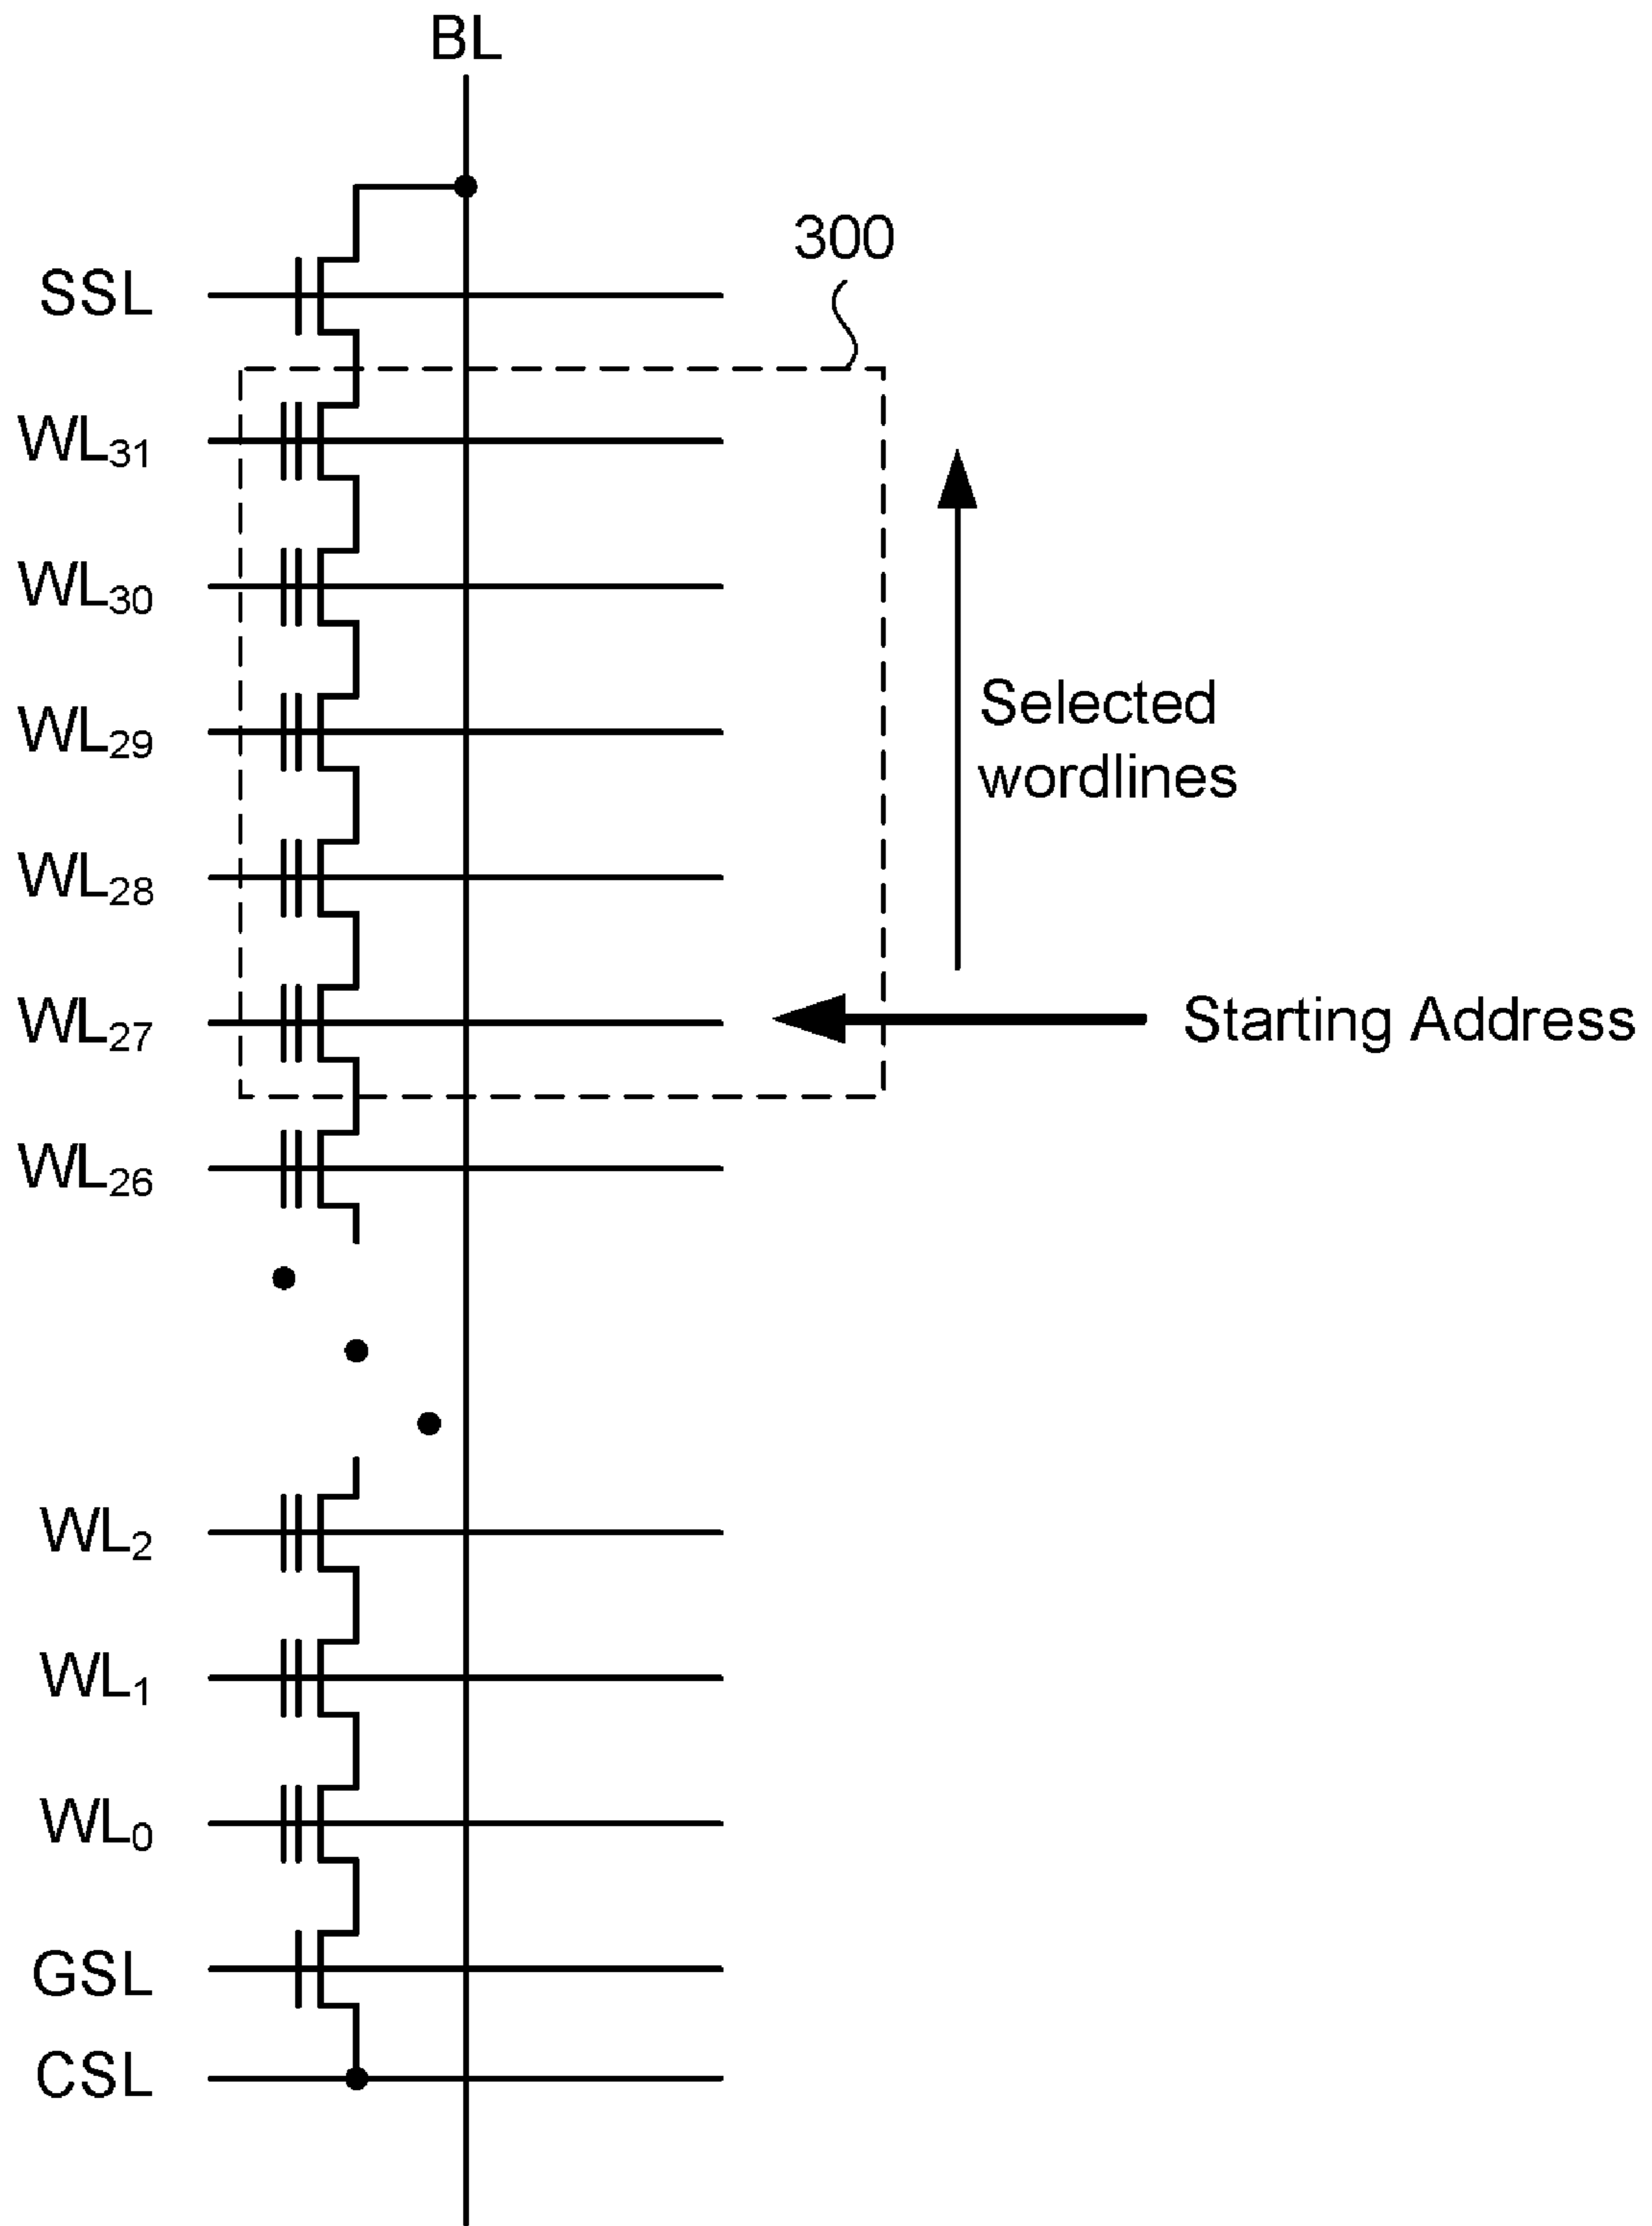 BL
300
SSL
WL31
WL30
WL29
Selected
wordlines
WL28
WL27
Starting Address
WL26
WL2
WL1
WL0
GSL
CSL